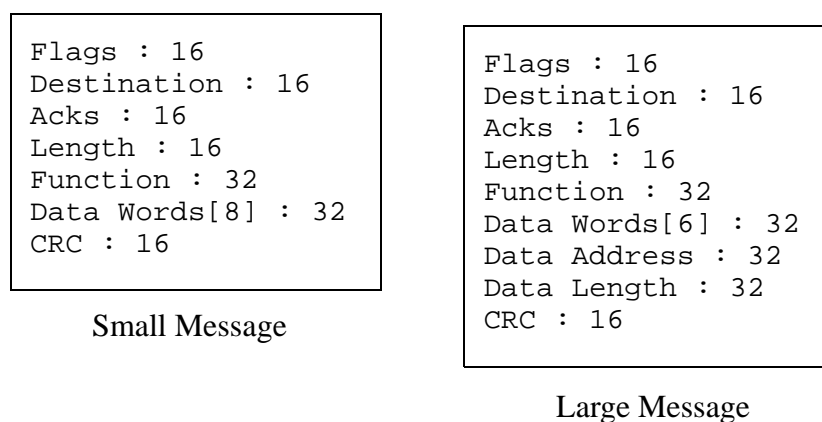 Flags : 16
Destination : 16
Acks : 16
Length : 16
Function : 32
Data Words[8] : 32
CRC : 16
Small Message
Flags : 16
Destination : 16
Acks : 16
Length : 16
Function : 32
Data Words[6] : 32
Data Address : 32
Data Length : 32
CRC : 16
Large Message